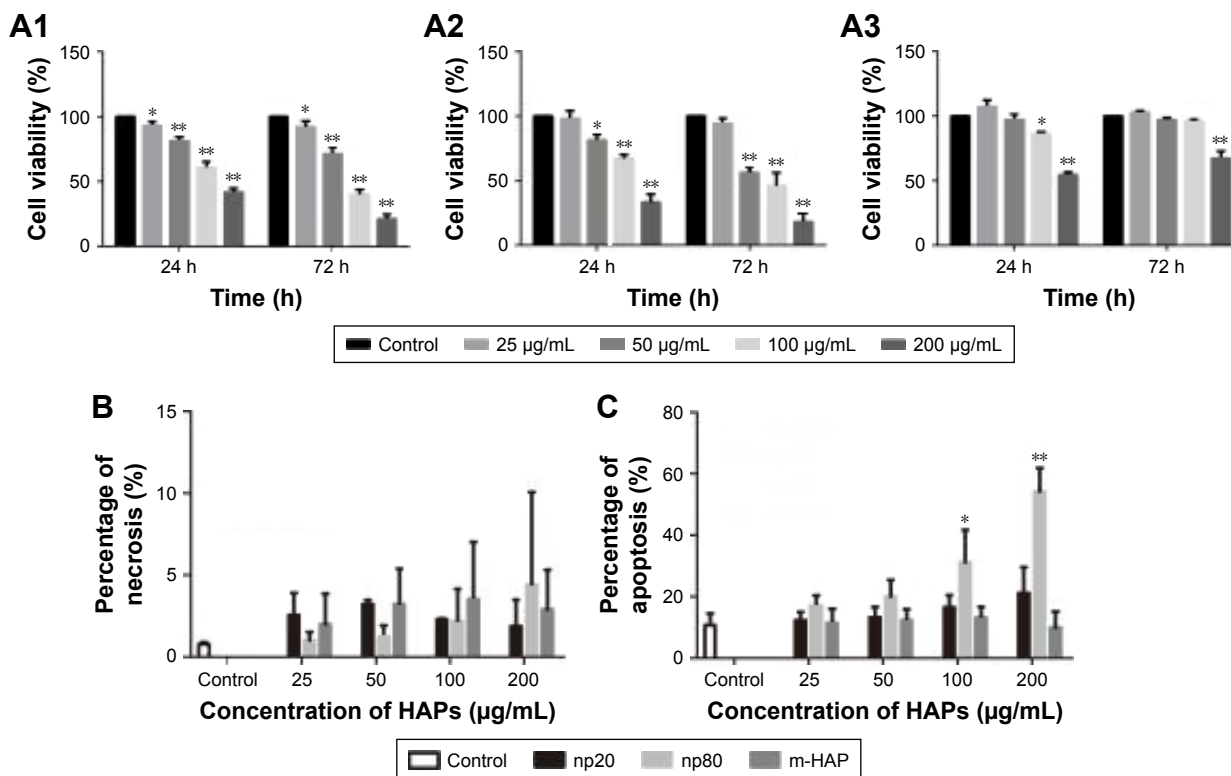 A1
A2
A3
Cell viability (%)
150
100
50
0
*
**
**
**
*
**
**
**
24 h
72 h
Time (h)
Cell viability (%)
150
100
50
0
*
**
**
**
**
**
24 h
72 h
Time (h)
Cell viability (%)
150
100
50
0
*
**
**
24 h
72 h
Time (h)
Control
25 µg/mL
50 µg/mL
100 µg/mL
200 µg/mL
B
Percentage of
necrosis (%)
15
10
5
0
Control
25
50
100
200
Concentration of HAPs (µg/mL)
C
Percentage of
apoptosis (%)
80
60
40
20
0
*
**
Control
25
50
100
200
Concentration of HAPs (µg/mL)
Control
np20
np80
m-HAP